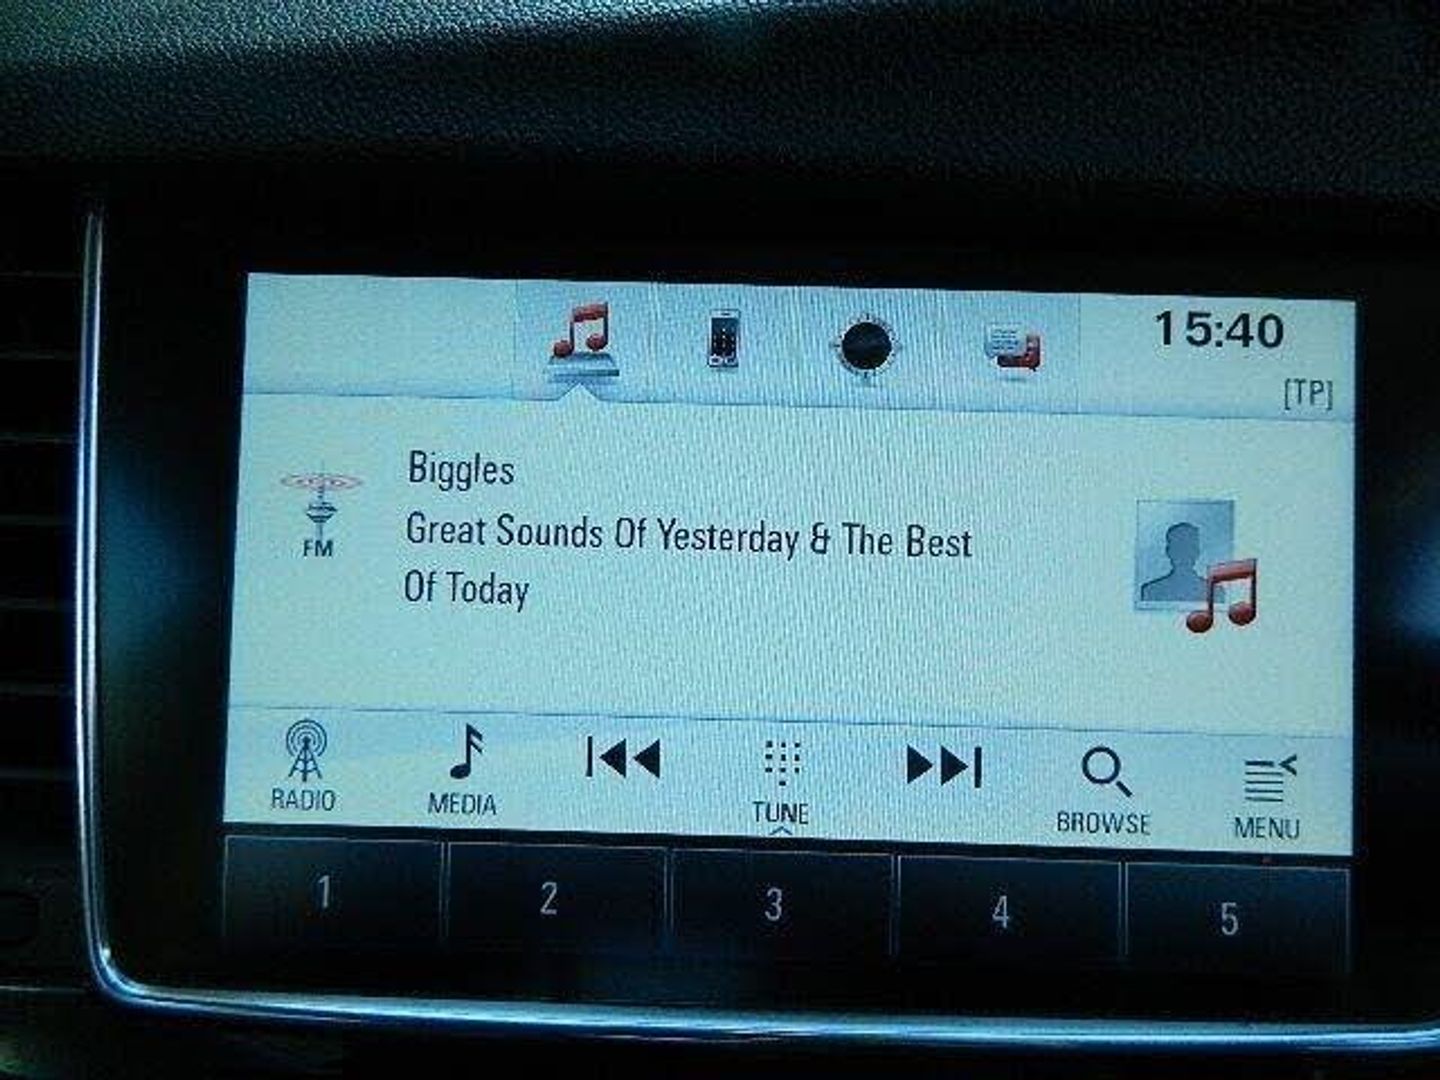 15:40
[TP]
Biggles
FM
Great Sounds Of Yesterday & The Best
Of Today
RADIO
MEDIA
TUNE
BROWSE
MENU
1 2 3 4 5